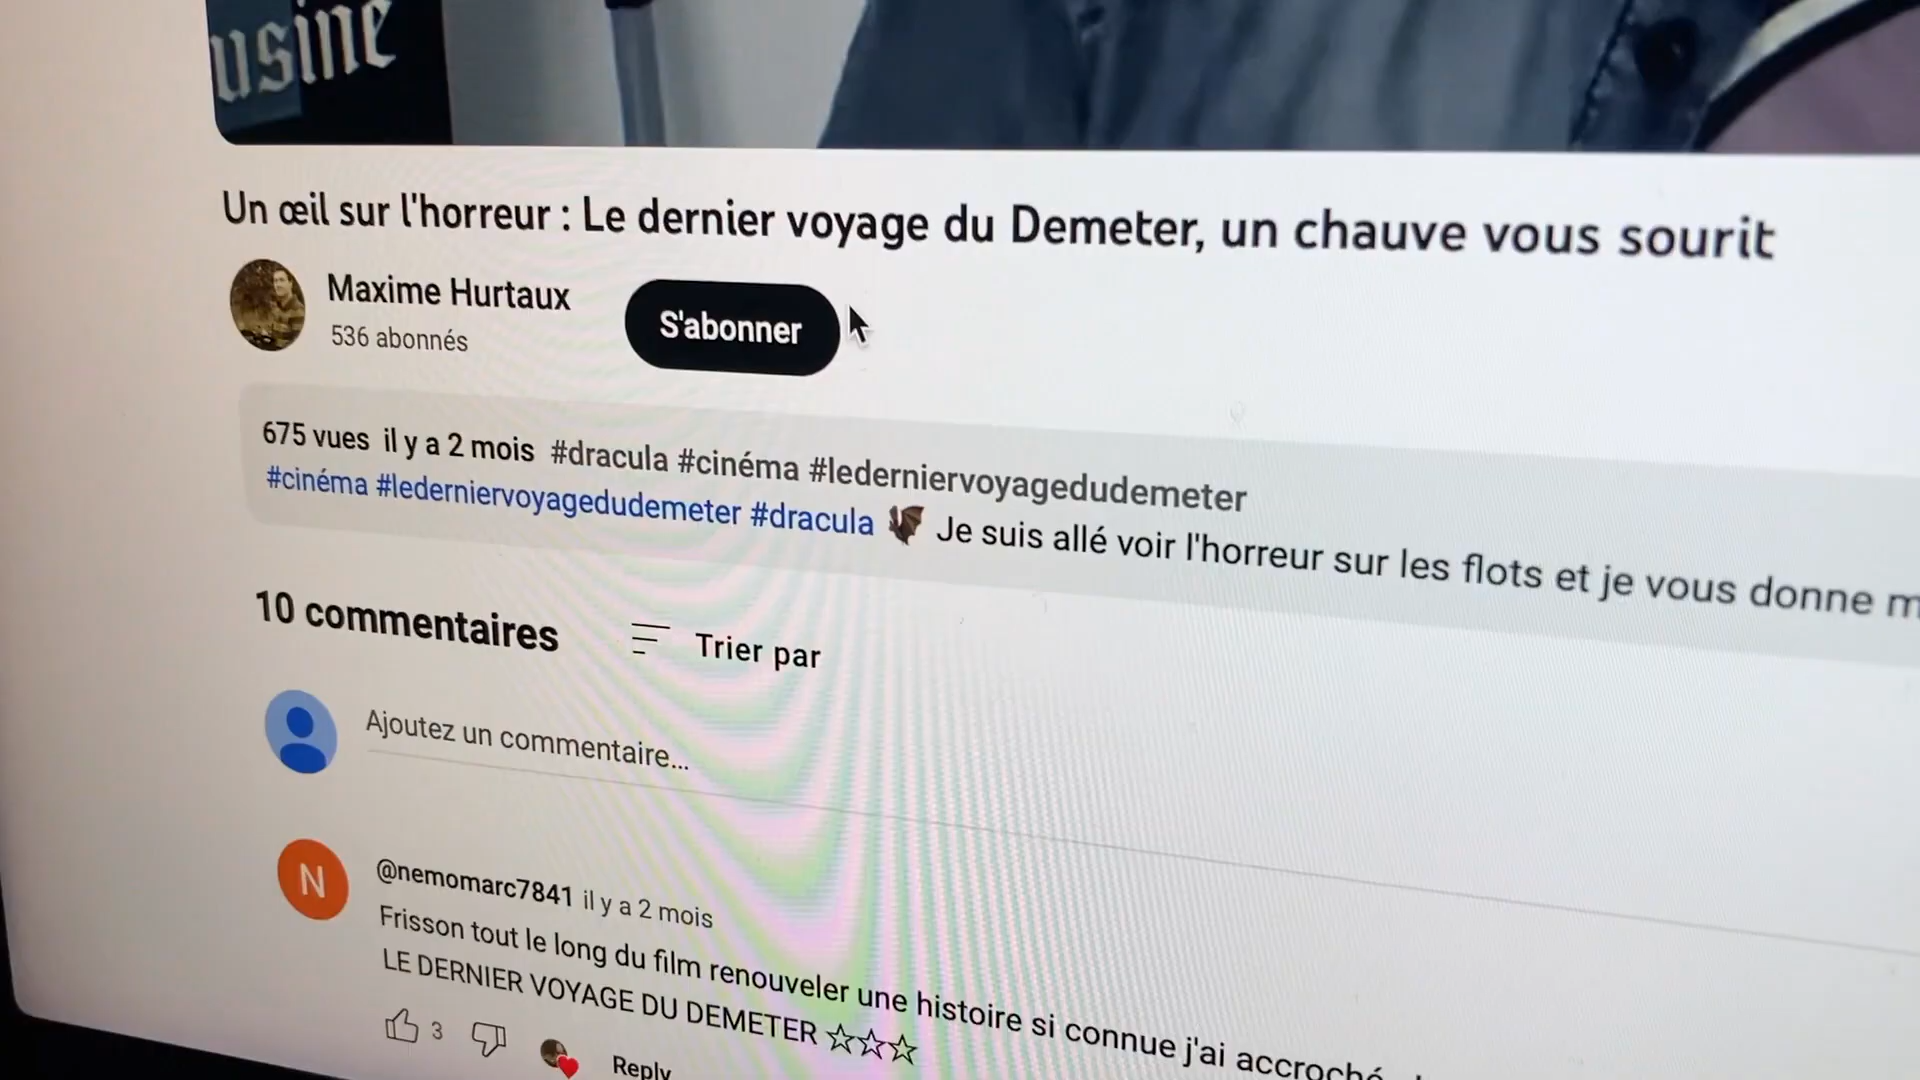 usine
Un œil sur l'horreur : Le dernier voyage du Demeter, un chauve vous sourit
Maxime Hurtaux
536 abonnés
S'abonner
675 vues il y a 2 mois #dracula #cinéma #lederniervoyagedudemeter
#cinéma #lederniervoyagedudemeter #dracula 🦇 Je suis allé voir l'horreur sur les flots et je vous donne
10 commentaires
Trier par
Ajoutez un commentaire...
N
@nemomarc7841 il y a 2 mois
Frisson tout le long du film renouveler une histoire si connue j'ai accroché
LE DERNIER VOYAGE DU DEMETER ☆☆☆
3
Reply